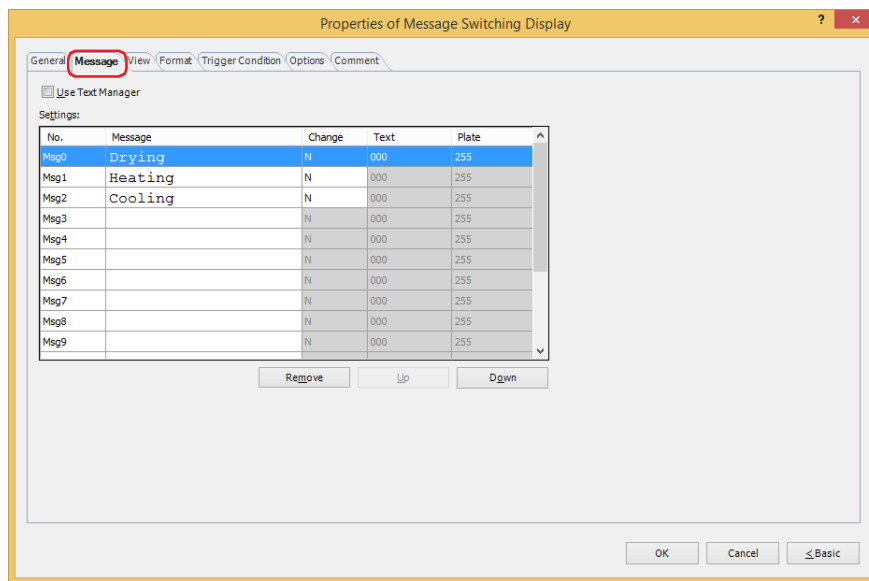 Properties of Message Switching Display ? ×
General Message View Format Trigger Condition Options Comment
Use Text Manager
Settings:
No. Message Change Text Plate
Msg0 Drying N 000 255
Msg1 Heating N 000 255
Msg2 Cooling N 000 255
Msg3 N 000 255
Msg4 N 000 255
Msg5 N 000 255
Msg6 N 000 255
Msg7 N 000 255
Msg8 N 000 255
Msg9 N 000 255
Remove Up Down
OK Cancel < Basic